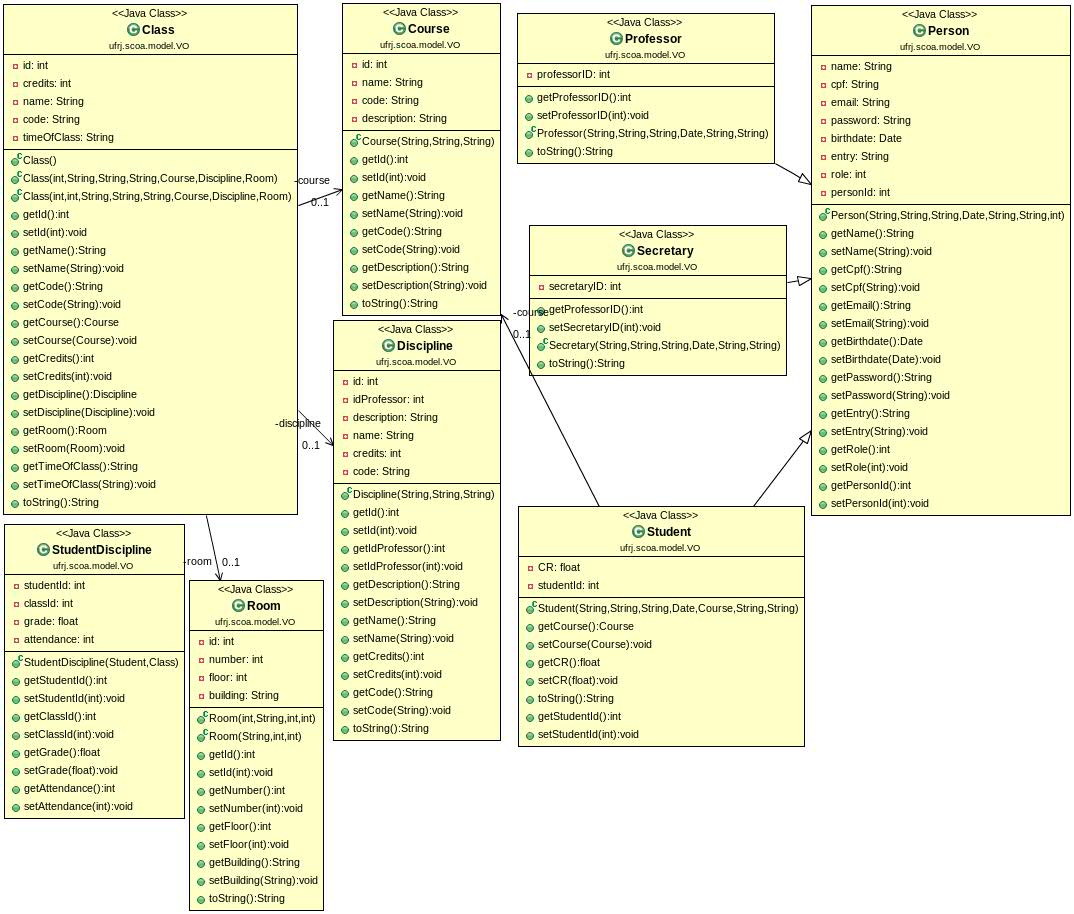 <<Java Class>>
Class
ufrj.scoa.model.VO
id: int
credits: int
name: String
code: String
timeOfClass: String
Class()
Class(int,String,String,String,Course,Discipline,Room)
Class(int,int,String,String,String,Course,Discipline,Room)
getId():int
setId(int):void
getName():String
setName(String):void
getCode():String
setCode(String):void
getCourse():Course
setCourse(Course):void
getCredits():int
setCredits(int):void
getDiscipline():Discipline
setDiscipline(Discipline):void
getRoom():Room
setRoom(Room):void
getTimeOfClass():String
setTimeOfClass(String):void
toString():String
-course
0..1
-discipline
0..1
-room
0..1
<<Java Class>>
Course
ufrj.scoa.model.VO
id: int
name: String
code: String
description: String
Course(String,String,String)
getId():int
setId(int):void
getName():String
setName(String):void
getCode():String
setCode(String):void
getDescription():String
setDescription(String):void
toString():String
<<Java Class>>
Professor
ufrj.scoa.model.VO
professorID: int
getProfessorID():int
setProfessorID(int):void
Professor(String,String,String,Date,String,String)
toString():String
<<Java Class>>
Person
ufrj.scoa.model.VO
name: String
cpf: String
email: String
password: String
birthdate: Date
entry: String
role: int
personId: int
Person(String,String,String,Date,String,String,int)
getName():String
setName(String):void
getCpf():String
setCpf(String):void
getEmail():String
setEmail(String):void
getBirthdate():Date
setBirthdate(Date):void
getPassword():String
setPassword(String):void
getEntry():String
setEntry(String):void
getRole():int
setRole(int):void
getPersonId():int
setPersonId(int):void
<<Java Class>>
Secretary
ufrj.scoa.model.VO
secretaryID: int
getProfessorID():int
setSecretaryID(int):void
Secretary(String,String,String,Date,String,String)
toString():String
-course
0..1
<<Java Class>>
Discipline
ufrj.scoa.model.VO
id: int
idProfessor: int
description: String
name: String
credits: int
code: String
Discipline(String,String,String)
getId():int
setId(int):void
getIdProfessor():int
setIdProfessor(int):void
getDescription():String
setDescription(String):void
getName():String
setName(String):void
getCredits():int
setCredits(int):void
getCode():String
setCode(String):void
toString():String
<<Java Class>>
Student
ufrj.scoa.model.VO
CR: float
studentId: int
Student(String,String,String,Date,Course,String,String)
getCourse():Course
setCourse(Course):void
getCR():float
setCR(float):void
toString():String
getStudentId():int
setStudentId(int):void
<<Java Class>>
StudentDiscipline
ufrj.scoa.model.VO
studentId: int
classId: int
grade: float
attendance: int
StudentDiscipline(Student,Class)
getStudentId():int
setStudentId(int):void
getClassId():int
setClassId(int):void
getGrade():float
setGrade(float):void
getAttendance():int
setAttendance(int):void
<<Java Class>>
Room
ufrj.scoa.model.VO
id: int
number: int
floor: int
building: String
Room(int,String,int,int)
Room(String,int,int)
getId():int
setId(int):void
getNumber():int
setNumber(int):void
getFloor():int
setFloor(int):void
getBuilding():String
setBuilding(String):void
toString():String